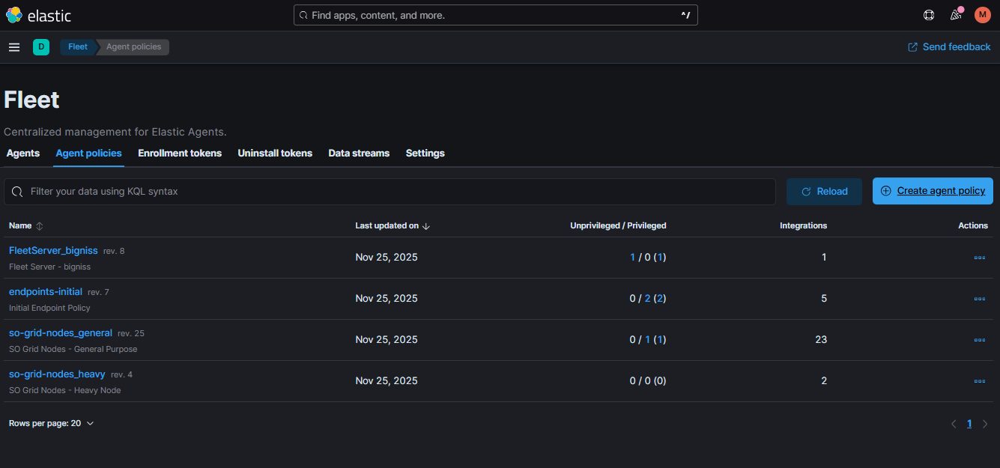 elastic
Find apps, content, and more. ^/
M
D Fleet Agent policies Send feedback
Fleet
Centralized management for Elastic Agents.
Agents Agent policies Enrollment tokens Uninstall tokens Data streams Settings
Filter your data using KQL syntax Reload Create agent policy
Name Last updated on Unprivileged / Privileged Integrations Actions
FleetServer_bigniss rev. 8 Nov 25, 2025 1 / 0 (1) 1
Fleet Server - bigniss
endpoints-initial rev. 7 Nov 25, 2025 0 / 2 (2) 5
Initial Endpoint Policy
so-grid-nodes_general rev. 25 Nov 25, 2025 0 / 1 (1) 23
SO Grid Nodes - General Purpose
so-grid-nodes_heavy rev. 4 Nov 25, 2025 0 / 0 (0) 2
SO Grid Nodes - Heavy Node
Rows per page: 20 1